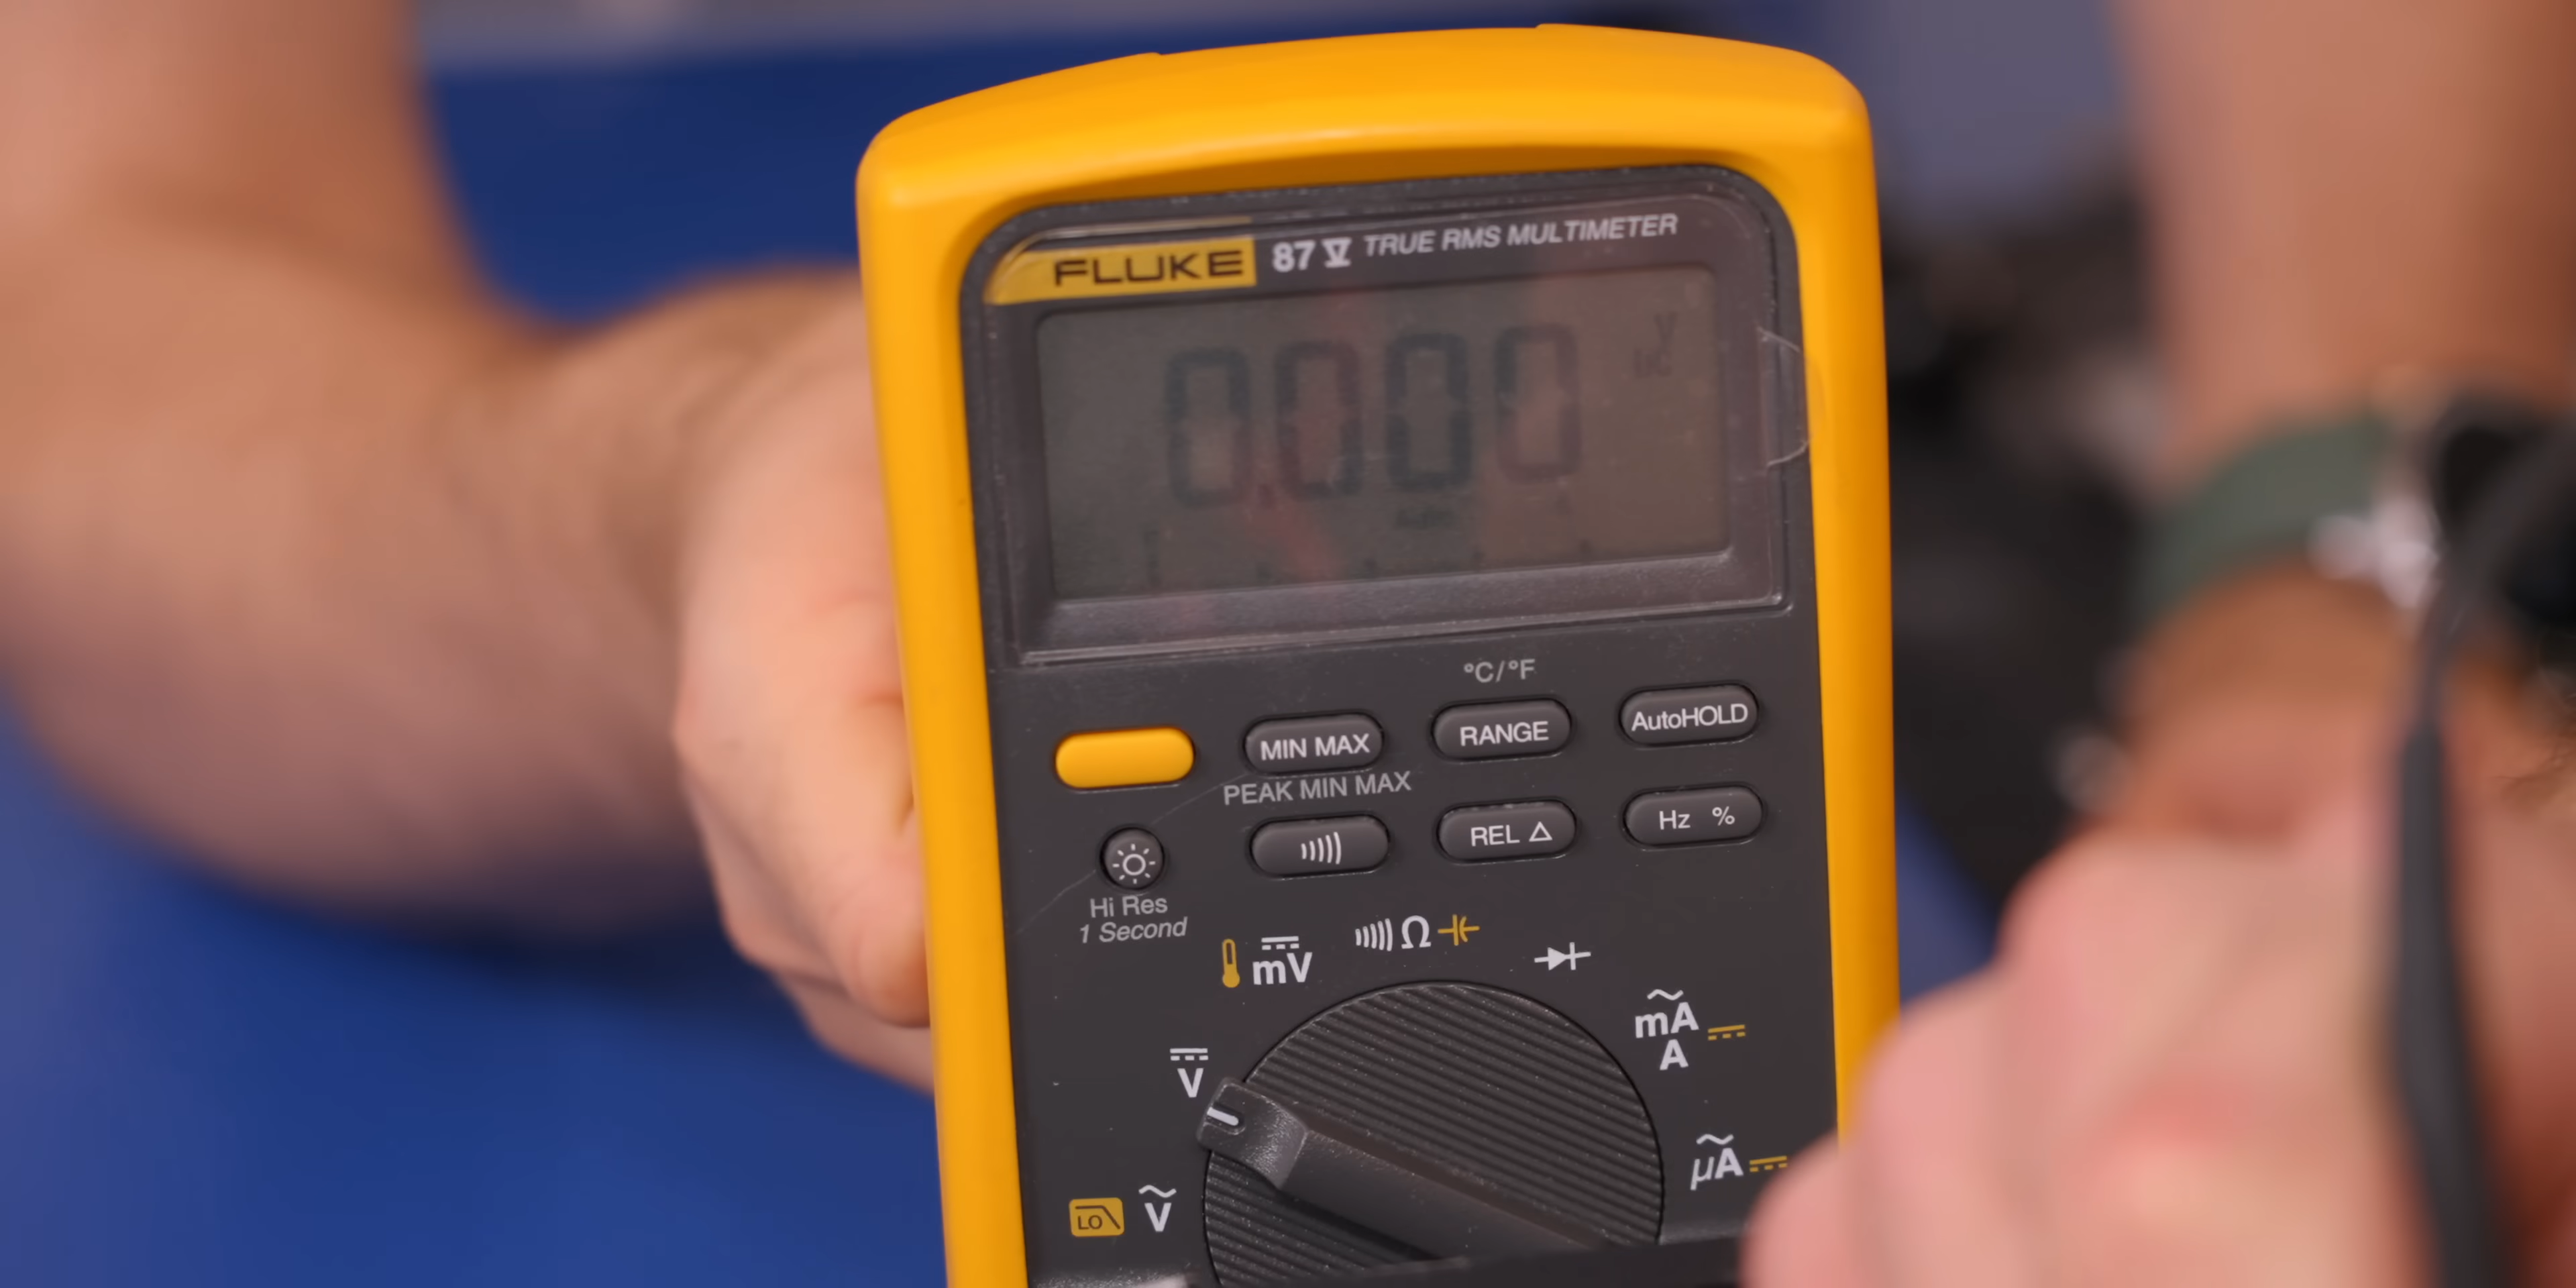 FLUKE 87 V TRUE RMS MULTIMETER
0.000 V
DC
°C/°F
MIN MAX RANGE AutoHOLD
PEAK MIN MAX
REL Δ Hz %
Hi Res
1 Second
mV Ω
mA
A
V
µA
LO V